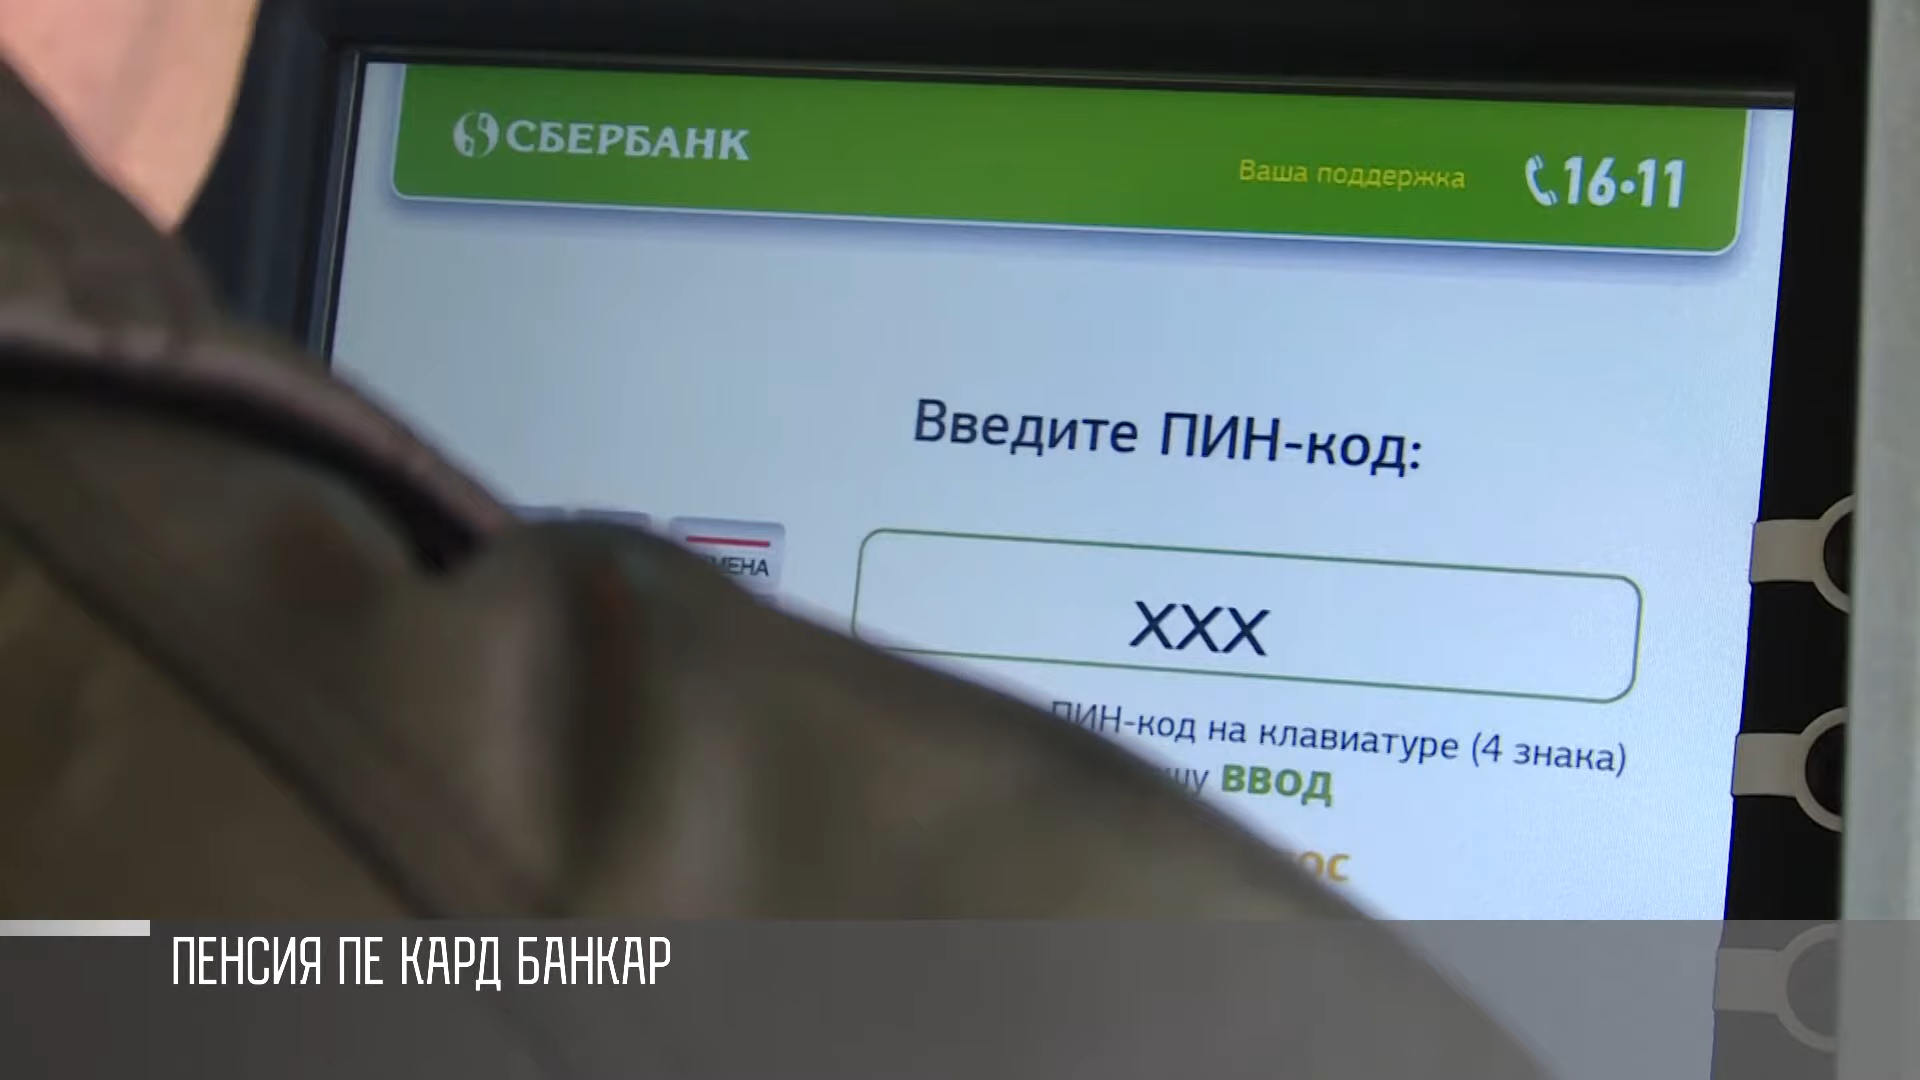 СБЕРБАНК
Ваша поддержка
16•11
Введите ПИН-код:
XXX
ПИН-код на клавиатуре (4 знака)
ВВОД
ПЕНСИЯ ПЕ КАРД БАНКАР